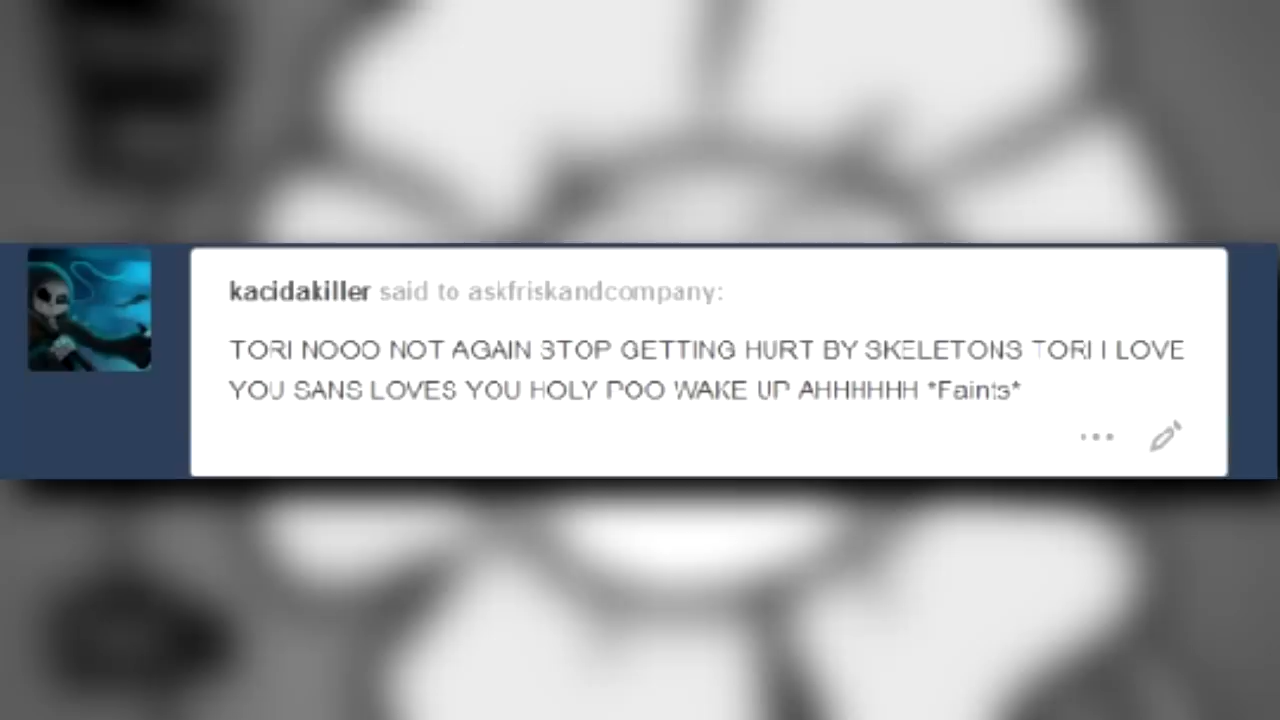 kacidakiller said to askfriskandcompany:
TORI NOOO NOT AGAIN STOP GETTING HURT BY SKELETONS TORI I LOVE
YOU SANS LOVES YOU HOLY POO WAKE UP AHHHHHH *Faints*